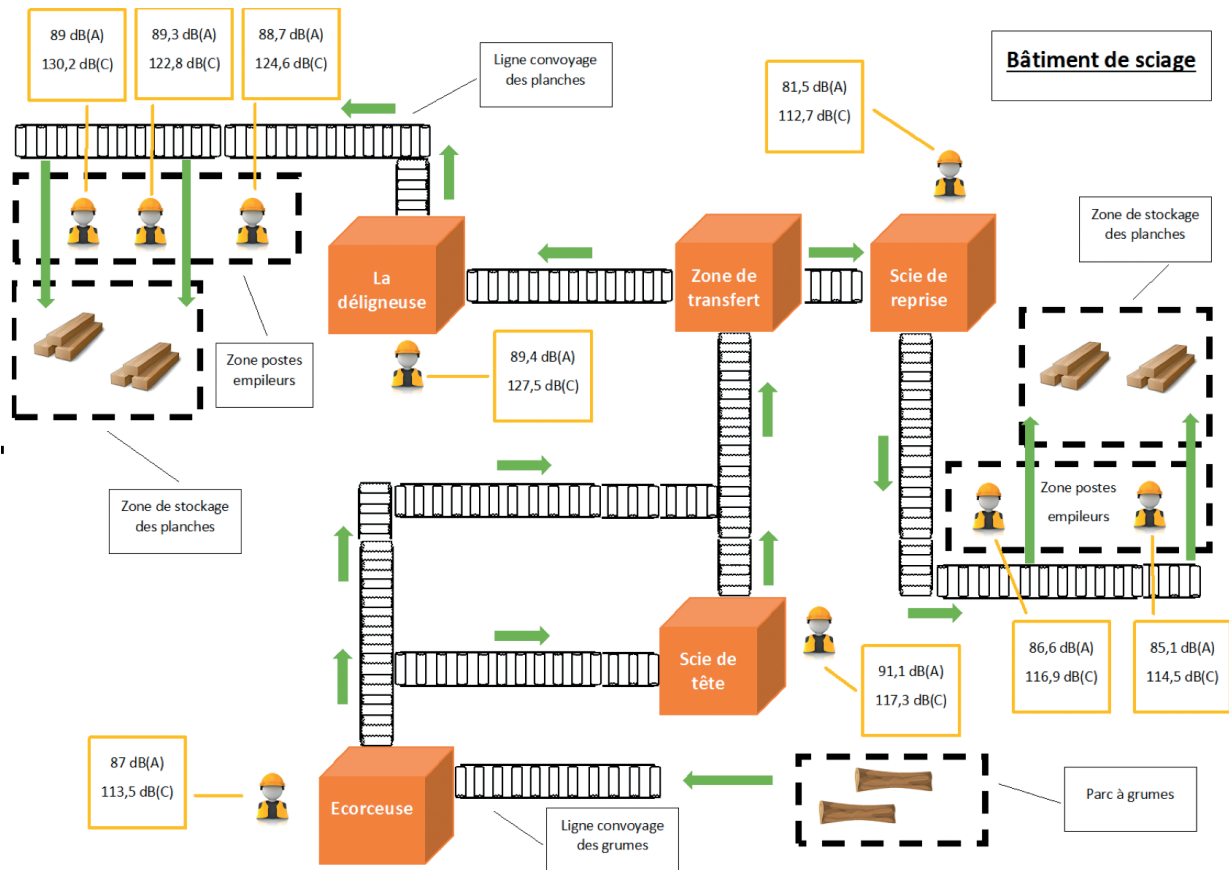 89 dB(A)
130,2 dB(C)
89,3 dB(A)
122,8 dB(C)
88,7 dB(A)
124,6 dB(C)
Ligne convoyage
des planches
81,5 dB(A)
112,7 dB(C)
Bâtiment de sciage
Zone de stockage
des planches
La
déligneuse
Zone de
transfert
Scie de
reprise
Zone postes
empileurs
89,4 dB(A)
127,5 dB(C)
Zone de stockage
des planches
Zone postes
empileurs
Scie de
tête
91,1 dB(A)
117,3 dB(C)
86,6 dB(A)
116,9 dB(C)
85,1 dB(A)
114,5 dB(C)
87 dB(A)
113,5 dB(C)
Ecorceuse
Ligne convoyage
des grumes
Parc à grumes